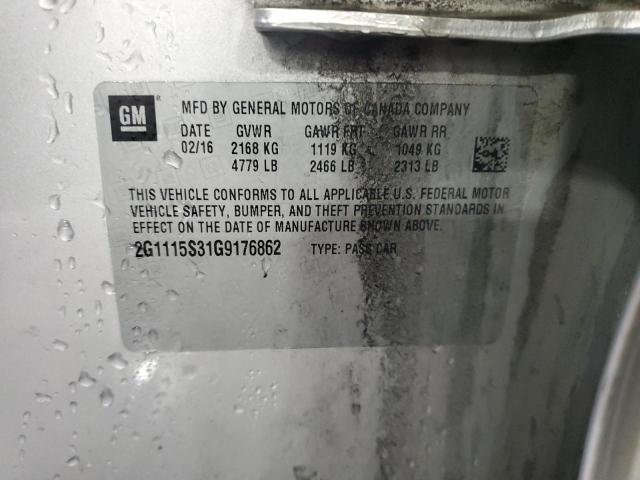 GM
MFD BY GENERAL MOTORS OF CANADA COMPANY
DATE GVWR GAWR FRT GAWR RR
02/16 2168 KG 1119 KG 1049 KG
4779 LB 2466 LB 2313 LB
THIS VEHICLE CONFORMS TO ALL APPLICABLE U.S. FEDERAL MOTOR
VEHICLE SAFETY, BUMPER, AND THEFT PREVENTION STANDARDS IN
EFFECT ON THE DATE OF MANUFACTURE SHOWN ABOVE.
2G1115S31G9176862 TYPE: PASS CAR